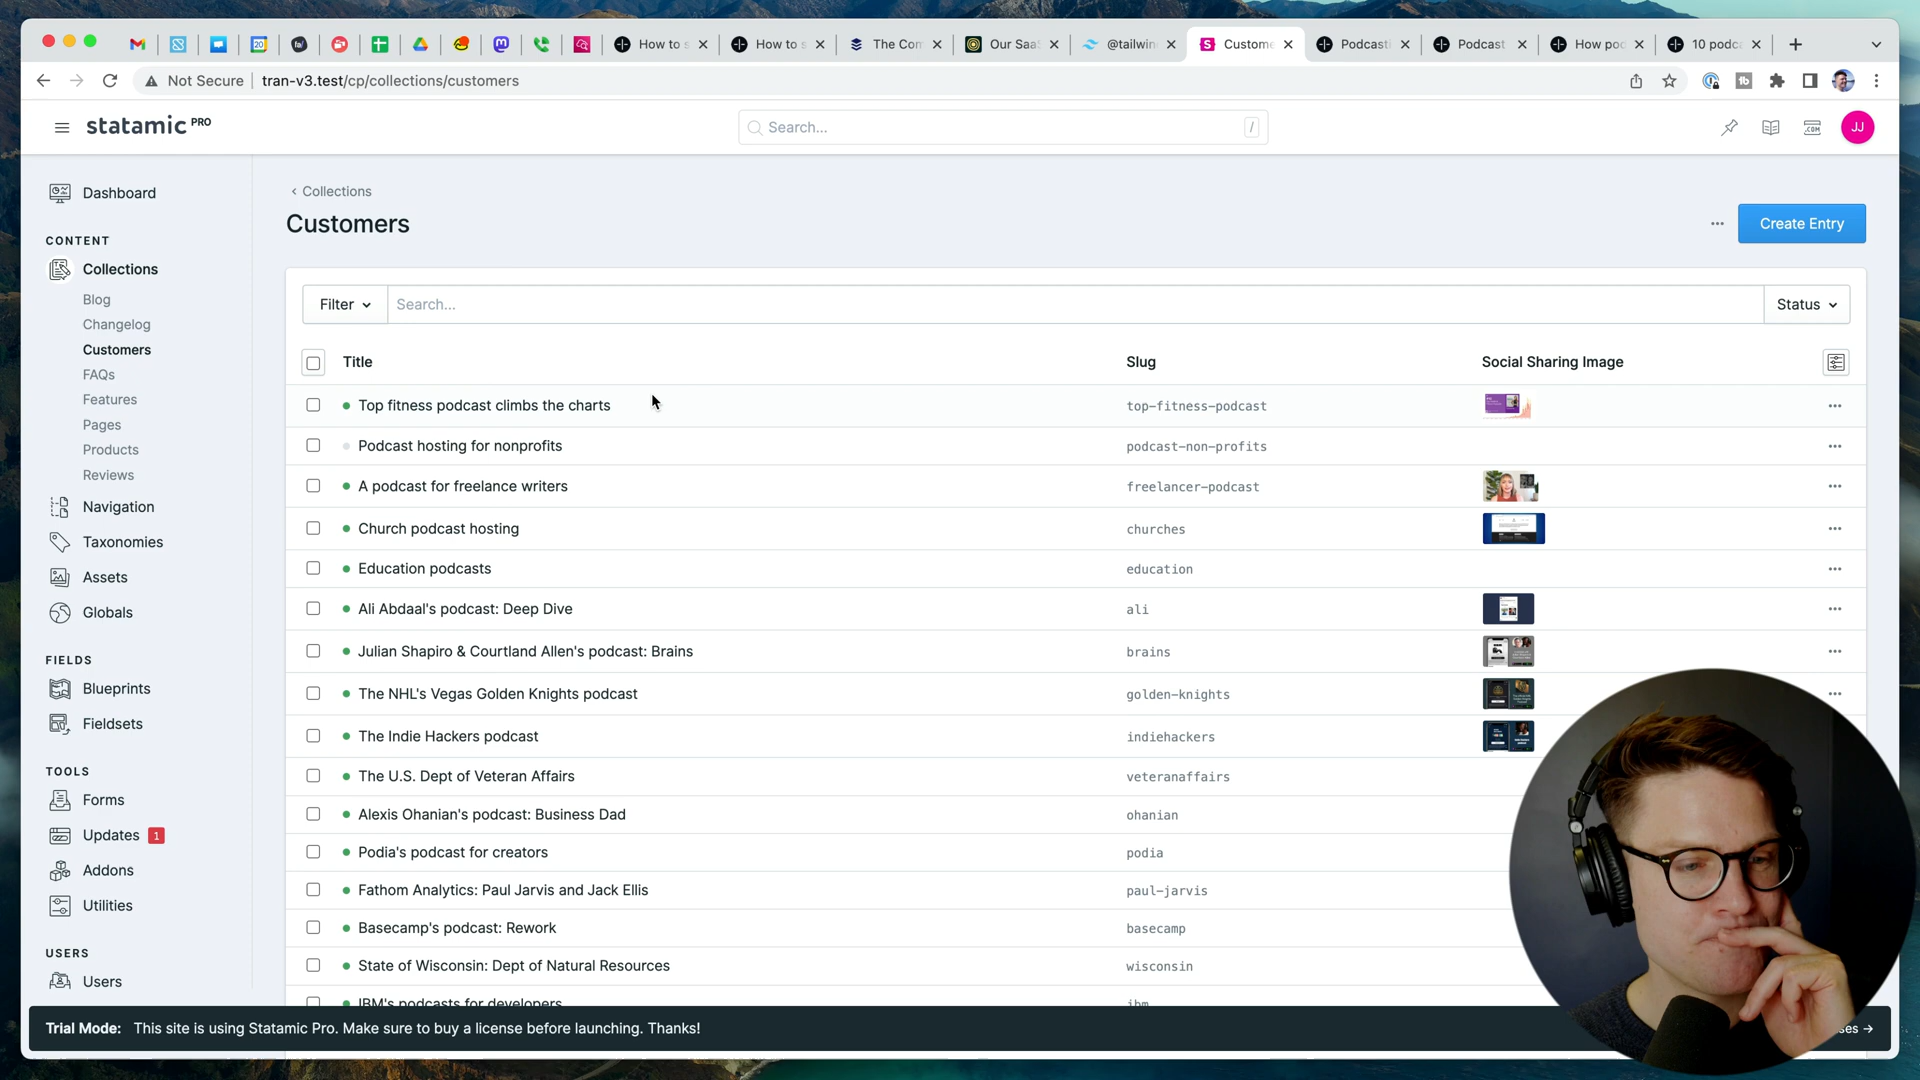 How to s
How to s
The Con
Our Saa
@tailwin
Custome
Podcasti
Podcast
How pod
10 podca
Not Secure
tran-v3.test/cp/collections/customers
statamic PRO
Search...
/
.COM
JJ
Dashboard
CONTENT
Collections
Blog
Changelog
Customers
FAQs
Features
Pages
Products
Reviews
Navigation
Taxonomies
Assets
Globals
FIELDS
Blueprints
Fieldsets
TOOLS
Forms
Updates 1
Addons
Utilities
USERS
Users
Collections
Customers
Create Entry
Filter
Search...
Status
Title Slug Social Sharing Image
Top fitness podcast climbs the charts top-fitness-podcast
Podcast hosting for nonprofits podcast-non-profits
A podcast for freelance writers freelancer-podcast
Church podcast hosting churches
Education podcasts education
Ali Abdaal's podcast: Deep Dive ali
Julian Shapiro & Courtland Allen's podcast: Brains brains
The NHL's Vegas Golden Knights podcast golden-knights
The Indie Hackers podcast indiehackers
The U.S. Dept of Veteran Affairs veteranaffairs
Alexis Ohanian's podcast: Business Dad ohanian
Podia's podcast for creators podia
Fathom Analytics: Paul Jarvis and Jack Ellis paul-jarvis
Basecamp's podcast: Rework basecamp
State of Wisconsin: Dept of Natural Resources wisconsin
IBM's podcasts for developers ibm
Trial Mode: This site is using Statamic Pro. Make sure to buy a license before launching. Thanks!